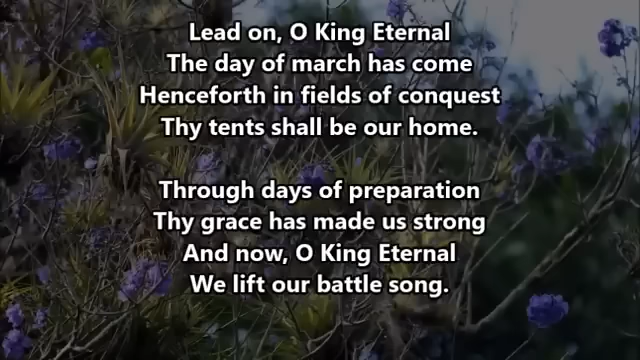 Lead on, O King Eternal
The day of march has come
Henceforth in fields of conquest
Thy tents shall be our home.
Through days of preparation
Thy grace has made us strong
And now, O King Eternal
We lift our battle song.